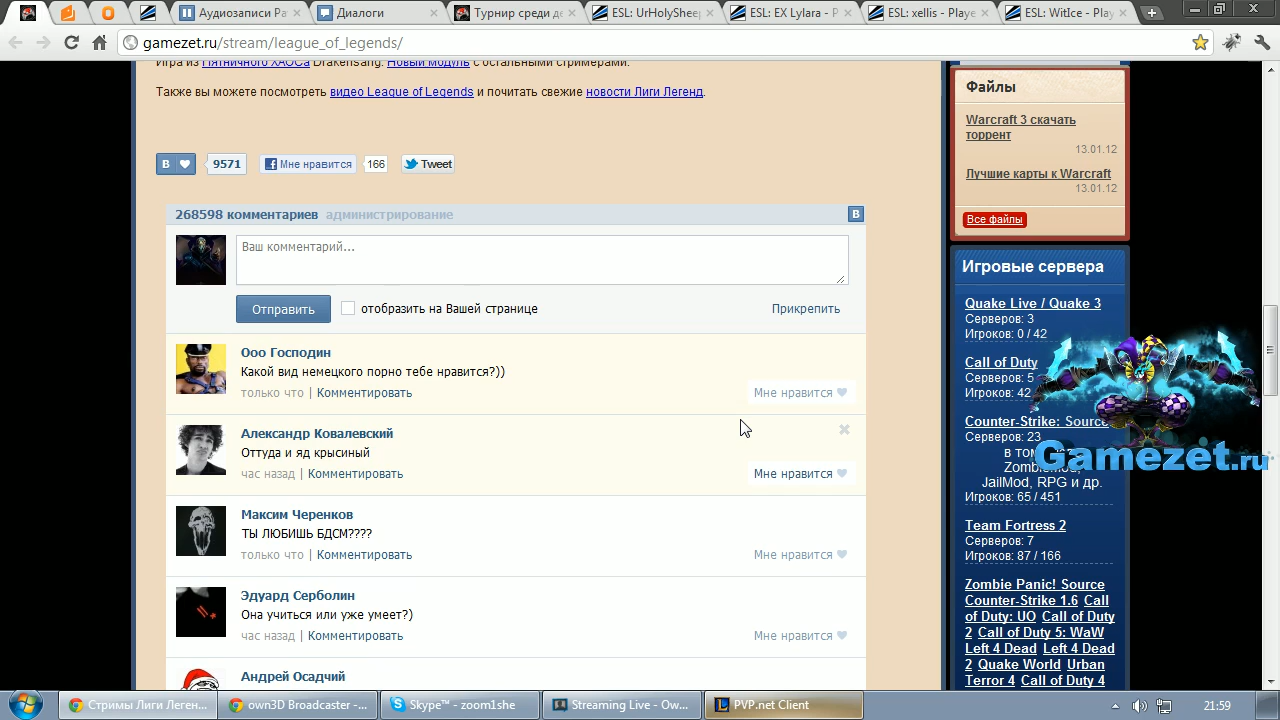 Аудиозаписи Ра
Диалоги
Турнир среди де
ESL: UrHolyShee
ESL: EX Lylara - P
ESL: xellis - Playe
ESL: WitIce - Play
gamezet.ru/stream/league_of_legends/
Игра из Пятничного ХАОСа Drakensang. Новый модуль с остальными стримерами.
Также вы можете посмотреть видео League of Legends и почитать свежие новости Лиги Легенд.
В 9571 Мне нравится 166 Tweet
268598 комментариев администрирование В
Ваш комментарий...
Отправить отобразить на Вашей странице Прикрепить
Ооо Господин
Какой вид немецкого порно тебе нравится?))
только что | Комментировать Мне нравится
Александр Ковалевский
Оттуда и яд крысиный
час назад | Комментировать Мне нравится
Максим Черенков
ТЫ ЛЮБИШЬ БДСМ????
только что | Комментировать Мне нравится
Эдуард Серболин
Она учиться или уже умеет?)
час назад | Комментировать Мне нравится
Андрей Осадчий
Файлы
Warcraft 3 скачать
торрент
13.01.12
Лучшие карты к Warcraft
13.01.12
Все файлы
Игровые сервера
Quake Live / Quake 3
Серверов: 3
Игроков: 0 / 42
Call of Duty
Серверов: 5
Игроков: 42
Counter-Strike: Source
Серверов: 23
в том
ZombieMod,
JailMod, RPG и др.
Игроков: 65 / 451
Gamezet.ru
Team Fortress 2
Серверов: 7
Игроков: 87 / 166
Zombie Panic! Source
Counter-Strike 1.6 Call
of Duty: UO Call of Duty
2 Call of Duty 5: WaW
Left 4 Dead Left 4 Dead
2 Quake World Urban
Terror 4 Call of Duty 4
Стримы Лиги Леген...
own3D Broadcaster -...
Skype™ - zoom1she
Streaming Live - Ow...
PVP.net Client
21:59